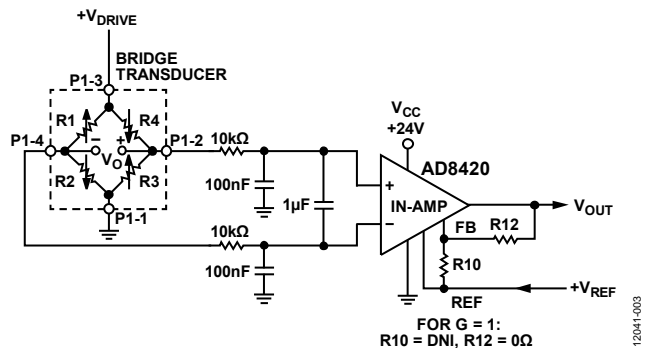 +VDRIVE
BRIDGE
TRANSDUCER
P1-3
R1
R4
P1-4
− +
VO
P1-2
R2
R3
P1-1
10kΩ
100nF
1µF
10kΩ
100nF
VCC
+24V
AD8420
+
IN-AMP
−
VOUT
FB
R12
R10
REF
+VREF
FOR G = 1:
R10 = DNI, R12 = 0Ω
12041-003